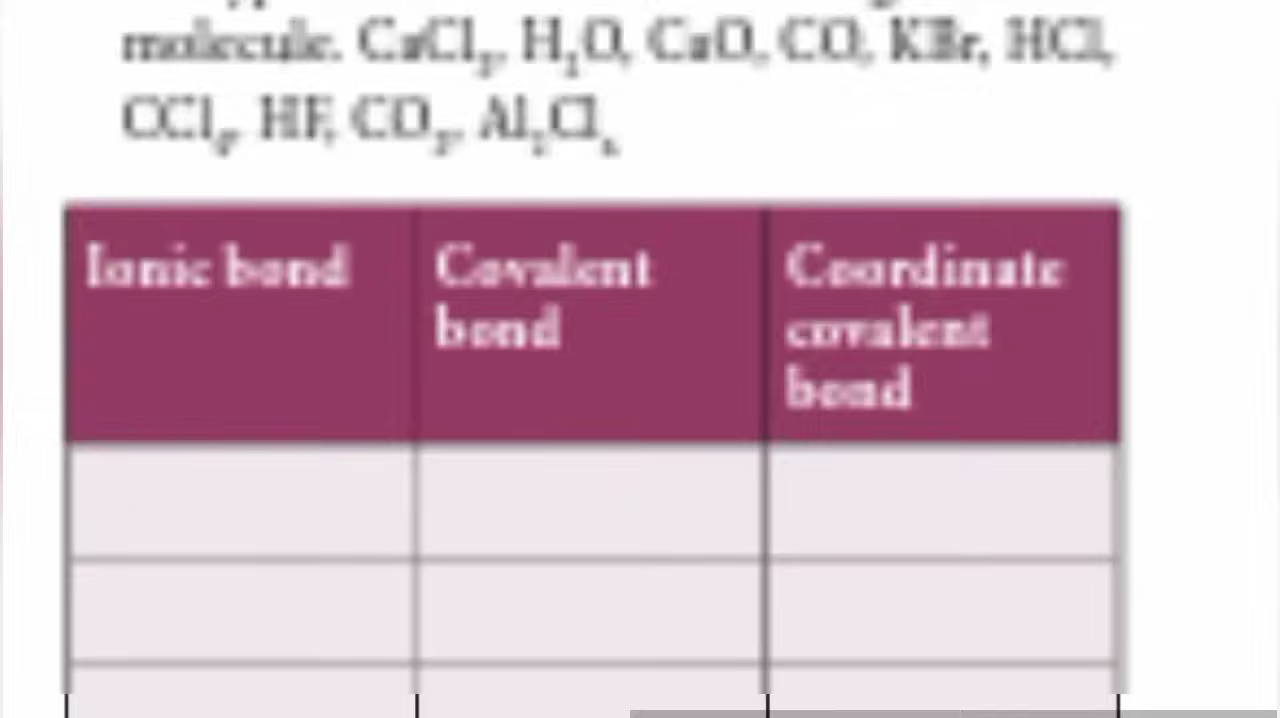 molecule. CaCl₂, H₂O, CaO, CO, KBr, HCl,
CCl₄, HF, CO₂, Al₂Cl₆
Ionic bond
Covalent
bond
Coordinate
covalent
bond